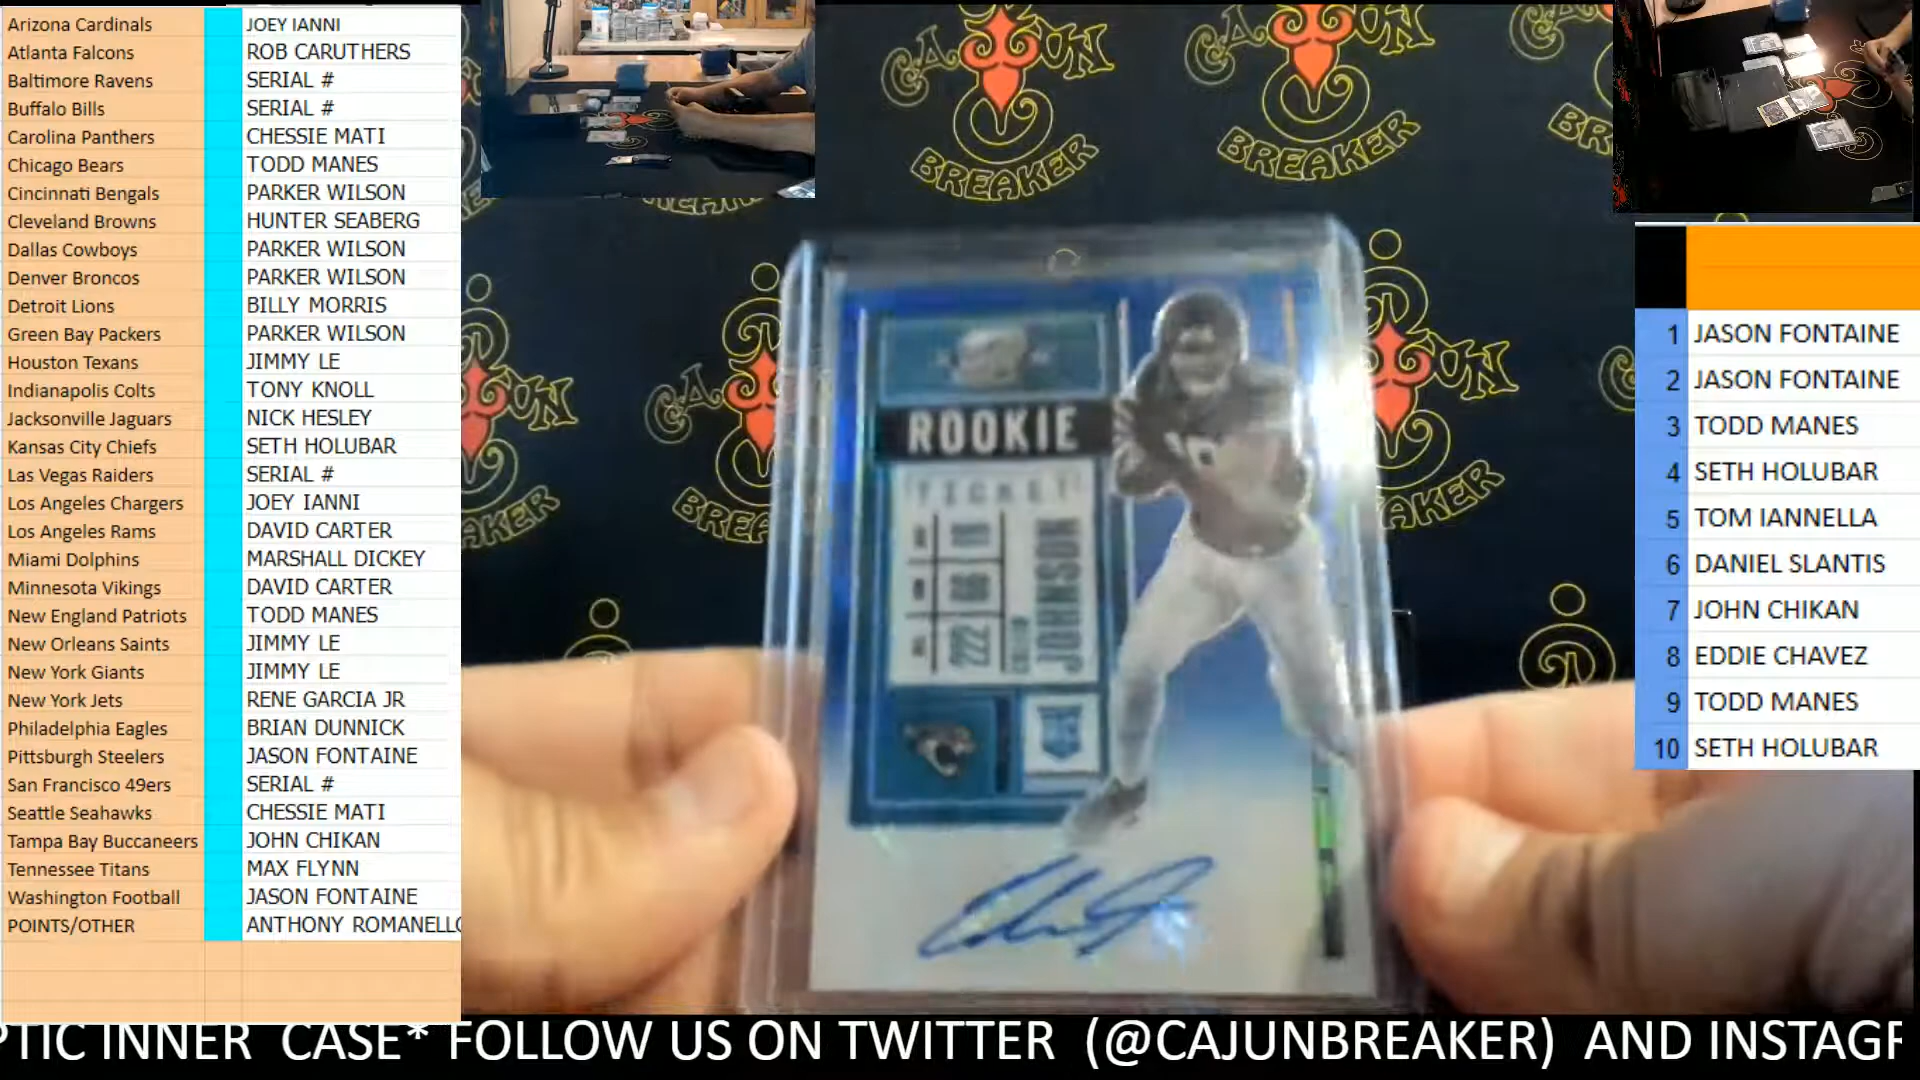 Arizona Cardinals JOEY IANNI
Atlanta Falcons ROB CARUTHERS
Baltimore Ravens SERIAL #
Buffalo Bills SERIAL #
Carolina Panthers CHESSIE MATI
Chicago Bears TODD MANES
Cincinnati Bengals PARKER WILSON
Cleveland Browns HUNTER SEABERG
Dallas Cowboys PARKER WILSON
Denver Broncos PARKER WILSON
Detroit Lions BILLY MORRIS
Green Bay Packers PARKER WILSON
Houston Texans JIMMY LE
Indianapolis Colts TONY KNOLL
Jacksonville Jaguars NICK HESLEY
Kansas City Chiefs SETH HOLUBAR
Las Vegas Raiders SERIAL #
Los Angeles Chargers JOEY IANNI
Los Angeles Rams DAVID CARTER
Miami Dolphins MARSHALL DICKEY
Minnesota Vikings DAVID CARTER
New England Patriots TODD MANES
New Orleans Saints JIMMY LE
New York Giants JIMMY LE
New York Jets RENE GARCIA JR
Philadelphia Eagles BRIAN DUNNICK
Pittsburgh Steelers JASON FONTAINE
San Francisco 49ers SERIAL #
Seattle Seahawks CHESSIE MATI
Tampa Bay Buccaneers JOHN CHIKAN
Tennessee Titans MAX FLYNN
Washington Football JASON FONTAINE
POINTS/OTHER ANTHONY ROMANELLO
CAJUN
BREAKER
CAJUN
BREAKER
ROOKIE
TICKET
222
COLLIN
JOHNSON
1 JASON FONTAINE
2 JASON FONTAINE
3 TODD MANES
4 SETH HOLUBAR
5 TOM IANNELLA
6 DANIEL SLANTIS
7 JOHN CHIKAN
8 EDDIE CHAVEZ
9 TODD MANES
10 SETH HOLUBAR
PTIC INNER CASE* FOLLOW US ON TWITTER (@CAJUNBREAKER) AND INSTAGR